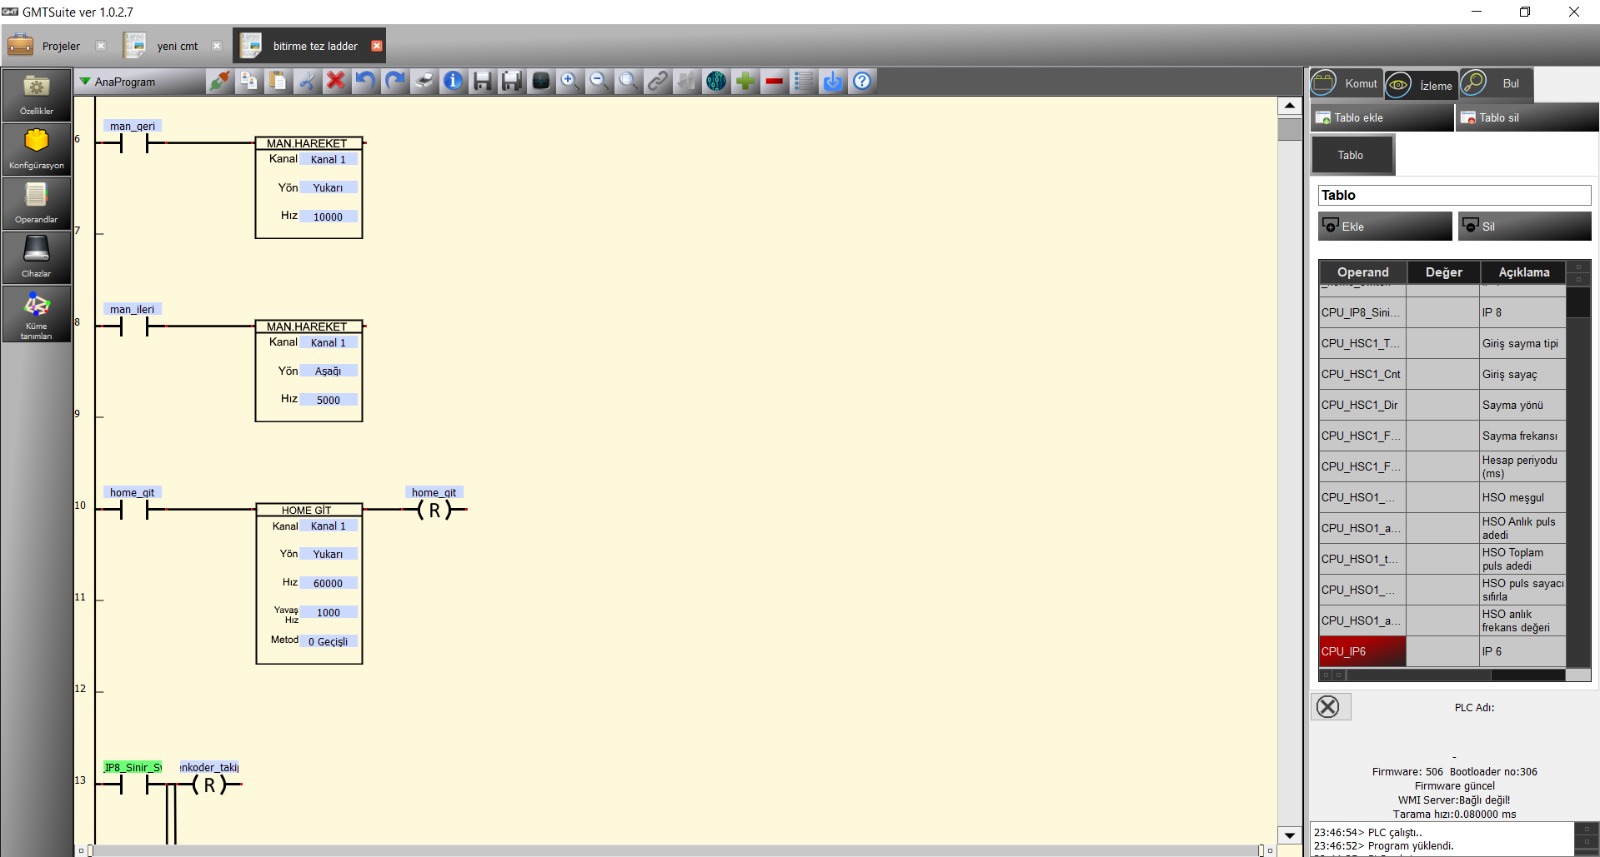 GMTSuite ver 1.0.2.7
Projeler
yeni cmt
bitirme tez ladder
AnaProgram
Özellikler
Konfigürasyon
Operandlar
Cihazlar
Küme
tanımları
6
man_geri
MAN.HAREKET
Kanal Kanal 1
Yön Yukarı
Hız 10000
7
8
man_ileri
MAN.HAREKET
Kanal Kanal 1
Yön Aşağı
Hız 5000
9
10
home_git
home_git
R
HOME GİT
Kanal Kanal 1
Yön Yukarı
Hız 60000
Yavaş
Hız
1000
Metod 0 Geçişli
11
12
13
_IP8_Sinir_S
enkoder_taki
R
Komut
İzleme
Bul
Tablo ekle
Tablo sil
Tablo
Tablo
Ekle
Sil
Operand Değer Açıklama
CPU_IP8_Sini... IP 8
CPU_HSC1_T... Giriş sayma tipi
CPU_HSC1_Cnt Giriş sayaç
CPU_HSC1_Dir Sayma yönü
CPU_HSC1_F... Sayma frekansı
CPU_HSC1_F... Hesap periyodu
(ms)
CPU_HSO1_... HSO meşgul
CPU_HSO1_a... HSO Anlık puls
adedi
CPU_HSO1_t... HSO Toplam
puls adedi
CPU_HSO1_... HSO puls sayacı
sıfırla
CPU_HSO1_a... HSO anlık
frekans değeri
CPU_IP6 IP 6
PLC Adı:
-
Firmware: 506 Bootloader no:306
Firmware güncel
WMI Server:Bağlı değil!
Tarama hızı:0.080000 ms
23:46:54> PLC çalıştı..
23:46:52> Program yüklendi.